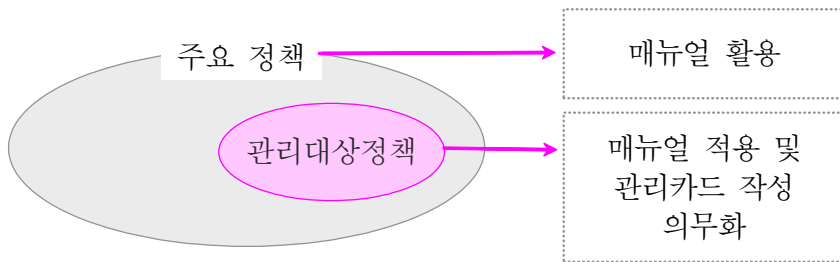 주요 정책
매뉴얼 활용
관리대상정책
매뉴얼 적용 및
관리카드 작성
의무화